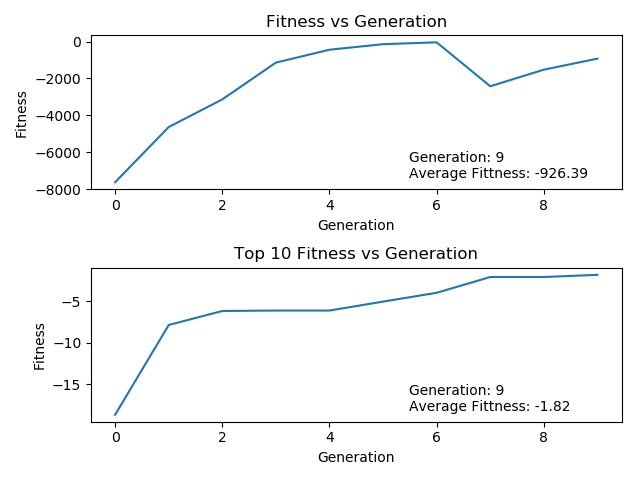 Fitness vs Generation
0
−2000
−4000
−6000
−8000
Fitness
Generation: 9
Average Fittness: -926.39
0 2 4 6 8
Generation
Top 10 Fitness vs Generation
−5
−10
−15
Fitness
Generation: 9
Average Fittness: -1.82
0 2 4 6 8
Generation